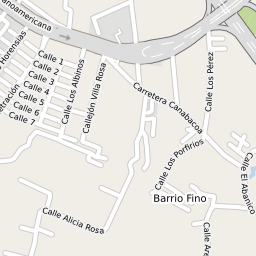 Hortensias
Calle 1
Calle 2
Calle 3
Calle 4
Calle 5
Calle 6
Calle 7
Calle Los Albinos
Callejón Villa Rosa
Carretera Canabacoa
Calle Los Pérez
Calle Los Porfirios
Calle El Abanico
Barrio Fino
Calle Alicia Rosa
Calle